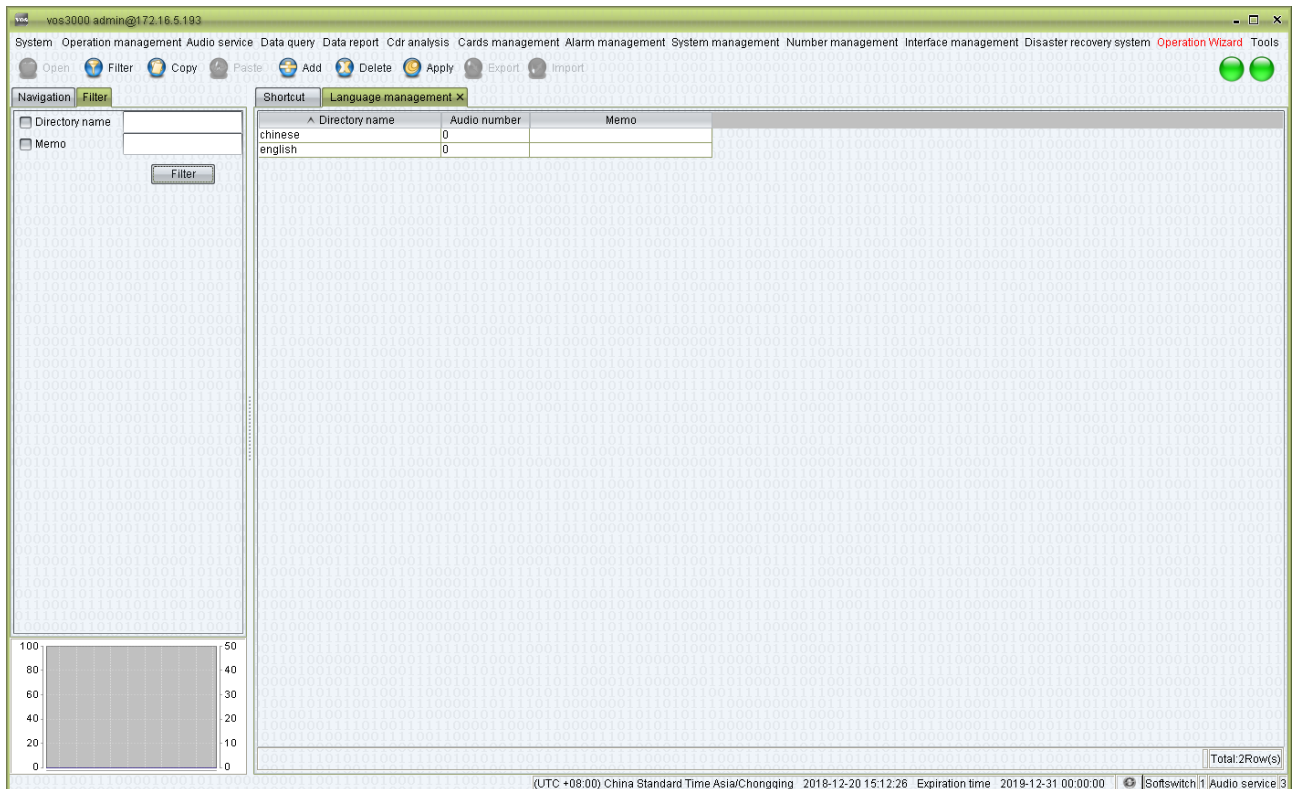 vos vos3000 admin@172.16.5.193
System Operation management Audio service Data query Data report Cdr analysis Cards management Alarm management System management Number management Interface management Disaster recovery system Operation Wizard Tools
Open Filter Copy Paste Add Delete Apply Export Import
Navigation Filter Shortcut Language management
Directory name
Memo
Filter
Directory name Audio number Memo
chinese 0
english 0
100 50
80 40
60 30
40 20
20 10
0 0
Total:2Row(s)
(UTC +08:00) China Standard Time Asia/Chongqing 2018-12-20 15:12:26 Expiration time 2019-12-31 00:00:00 Softswitch 1 Audio service 3